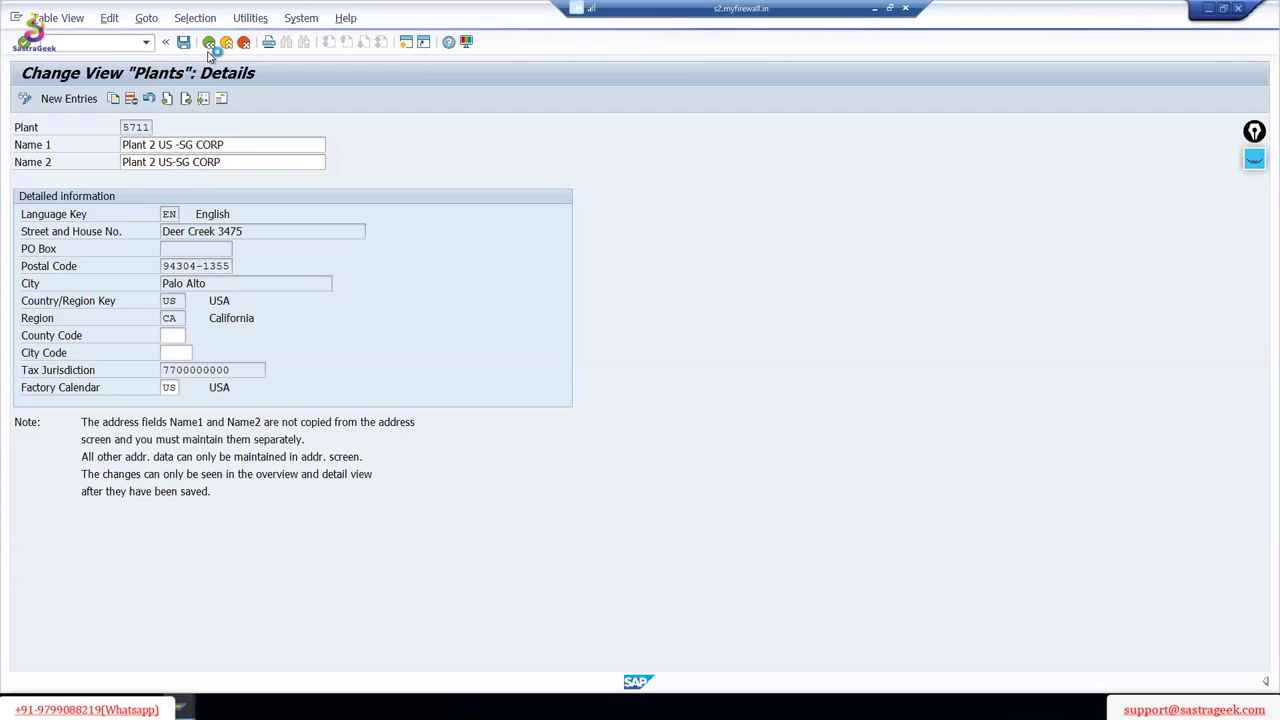 Table View Edit Goto Selection Utilities System Help
s2.myfirewall.in
SastraGeek
Change View "Plants": Details
New Entries
Plant 5711
Name 1 Plant 2 US -SG CORP
Name 2 Plant 2 US-SG CORP
Detailed information
Language Key EN English
Street and House No. Deer Creek 3475
PO Box
Postal Code 94304-1355
City Palo Alto
Country/Region Key US USA
Region CA California
County Code
City Code
Tax Jurisdiction 7700000000
Factory Calendar US USA
Note: The address fields Name1 and Name2 are not copied from the address
screen and you must maintain them separately.
All other addr. data can only be maintained in addr. screen.
The changes can only be seen in the overview and detail view
after they have been saved.
SAP
+91-9799088219(Whatsapp)
support@sastrageek.com